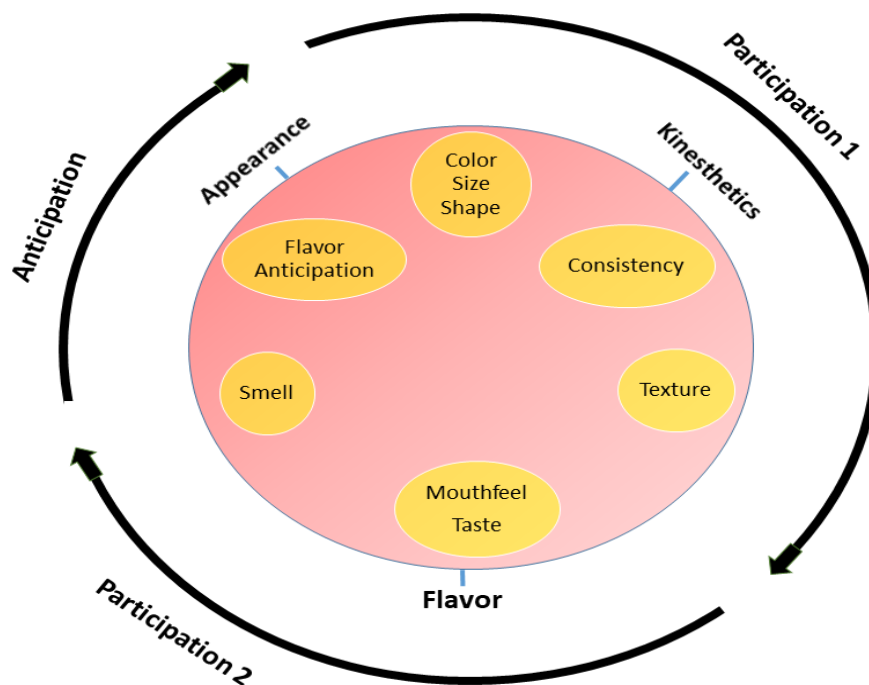 Participation 1
Anticipation
Appearance
Kinesthetics
Color
Size
Shape
Flavor
Anticipation
Consistency
Smell
Texture
Mouthfeel
Taste
Flavor
Participation 2